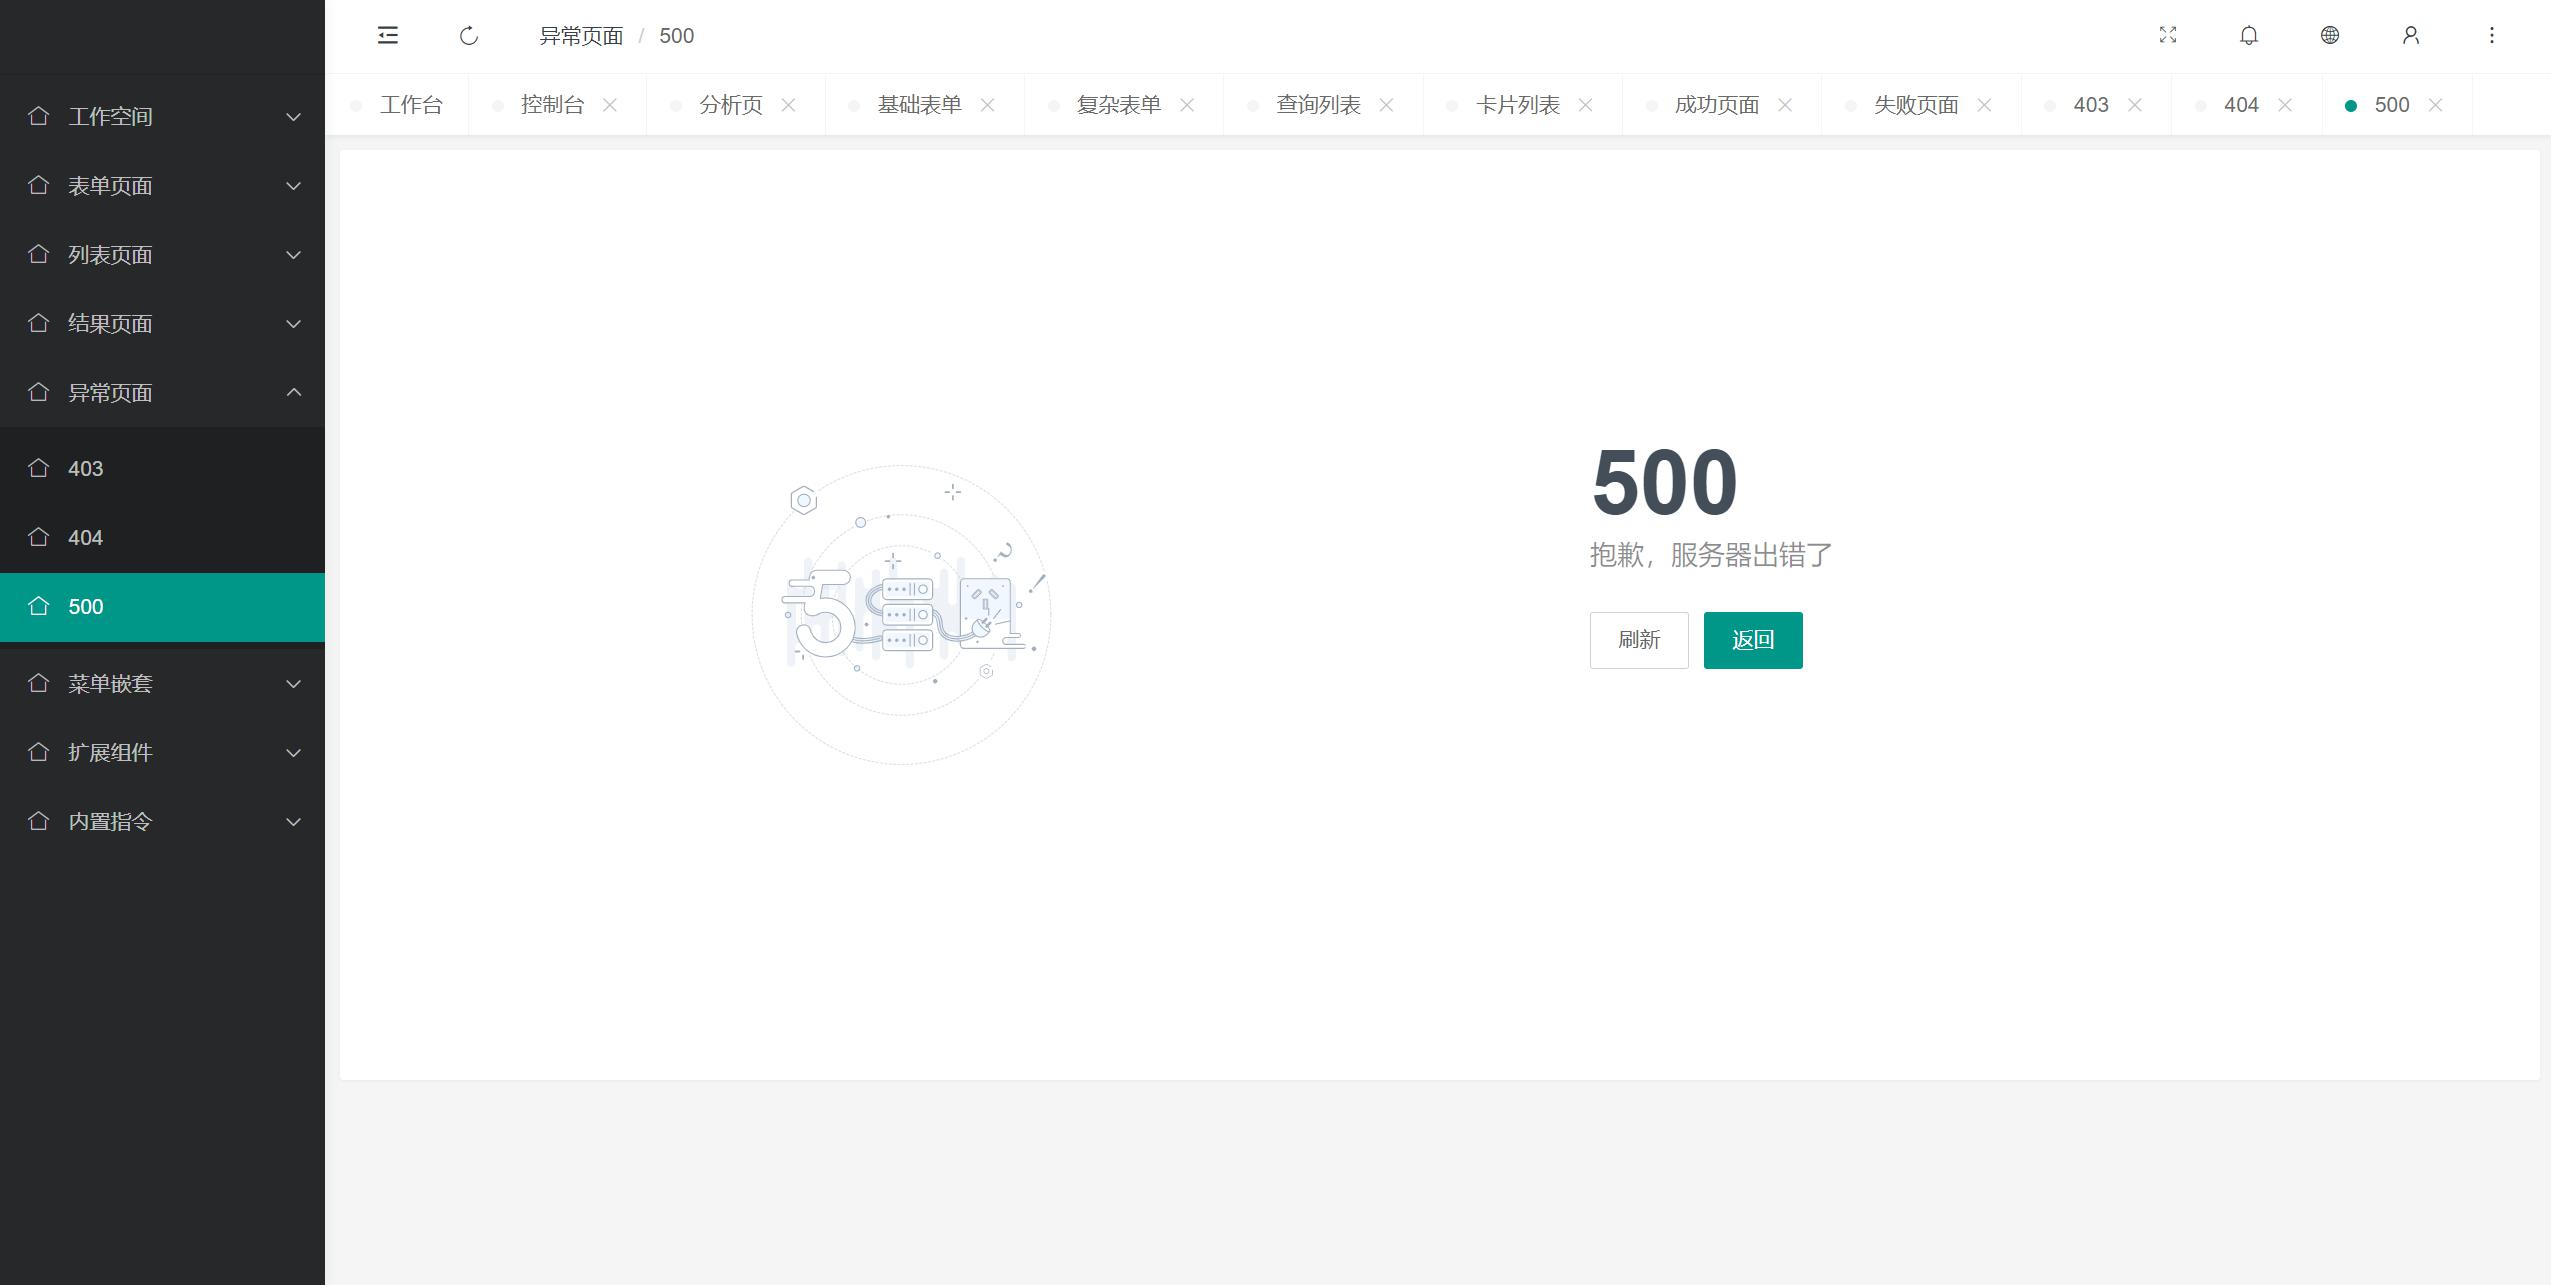 异常页面 / 500
工作台 控制台 分析页 基础表单 复杂表单 查询列表 卡片列表 成功页面 失败页面 403 404 500
工作空间
表单页面
列表页面
结果页面
异常页面
403
404
500
菜单嵌套
扩展组件
内置指令
5
500
抱歉，服务器出错了
刷新 返回